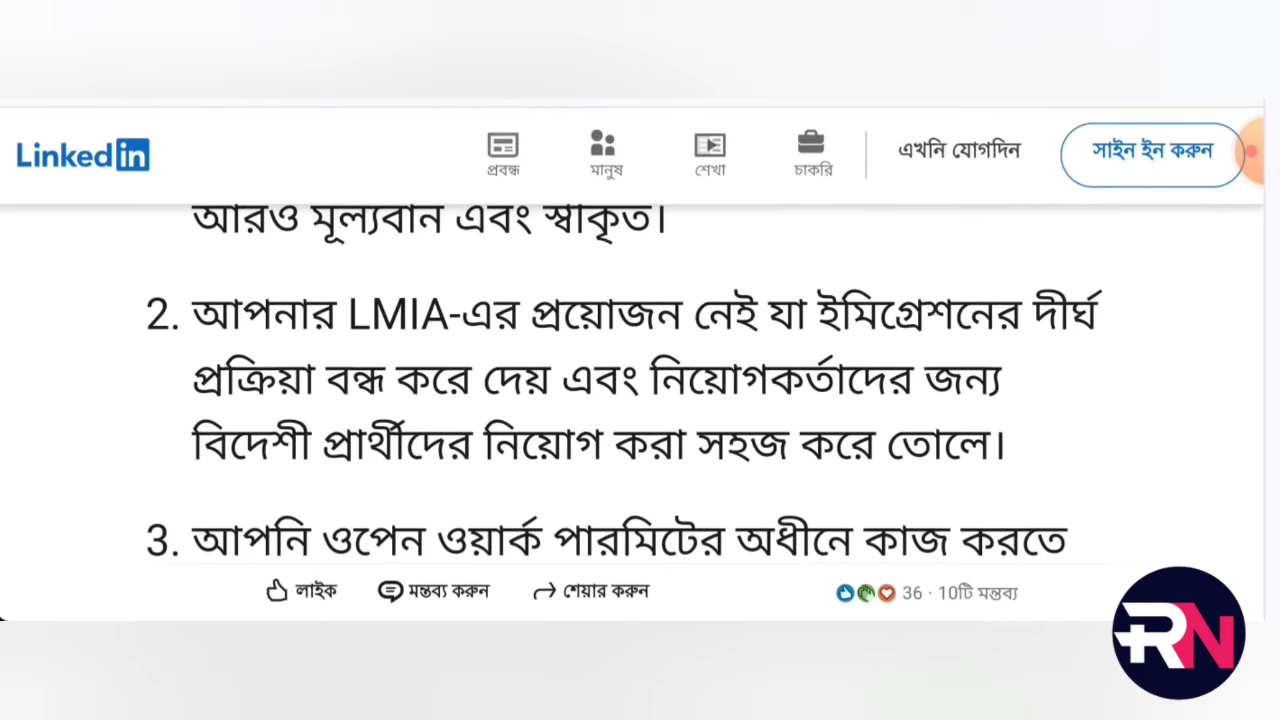 Linked in
প্রবন্ধ
মানুষ
শেখা
চাকরি
এখনি যোগদিন
সাইন ইন করুন
আরও মূল্যবান এবং স্বীকৃত।
2. আপনার LMIA-এর প্রয়োজন নেই যা ইমিগ্রেশনের দীর্ঘ
প্রক্রিয়া বন্ধ করে দেয় এবং নিয়োগকর্তাদের জন্য
বিদেশী প্রার্থীদের নিয়োগ করা সহজ করে তোলে।
3. আপনি ওপেন ওয়ার্ক পারমিটের অধীনে কাজ করতে
লাইক
মন্তব্য করুন
শেয়ার করুন
36 · 10টি মন্তব্য
RN